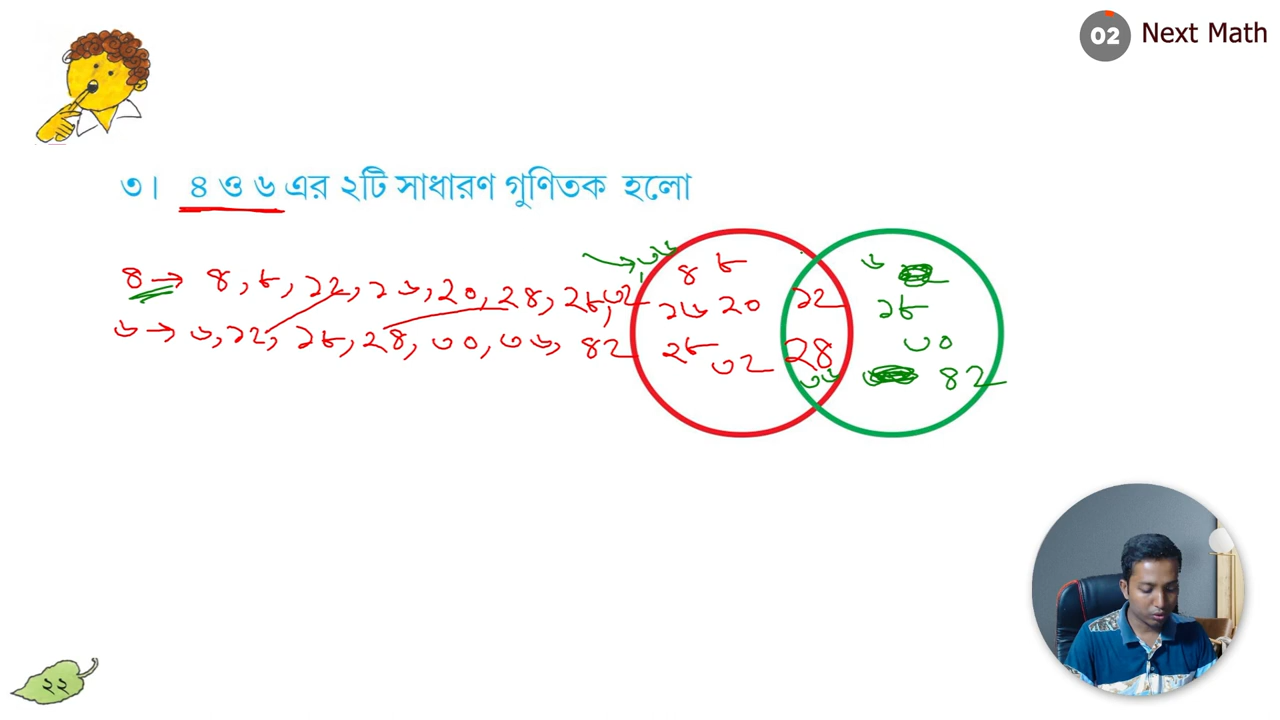 02 Next Math
৩। ৪ ও ৬ এর ২টি সাধারণ গুণিতক হলো
৪ → ৪, ৮, ১২, ১৬, ২০, ২৪, ২৮, ৩২, ৩৬
৬ → ৬, ১২, ১৮, ২৪, ৩০, ৩৬, ৪২
৪ ৮
১৬ ২০ ১২
২৮ ৩২ ২৪
৩৬
৬
১৮
৩০
৪২
২২